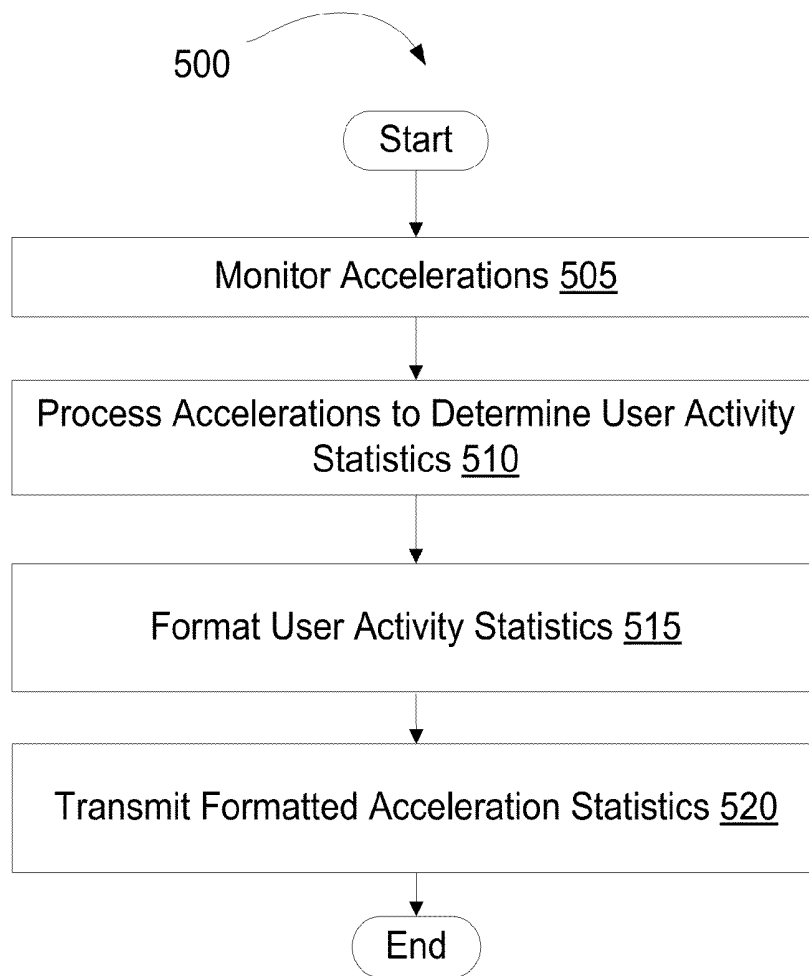 500
Start
Monitor Accelerations 505
Process Accelerations to Determine User Activity
Statistics 510
Format User Activity Statistics 515
Transmit Formatted Acceleration Statistics 520
End